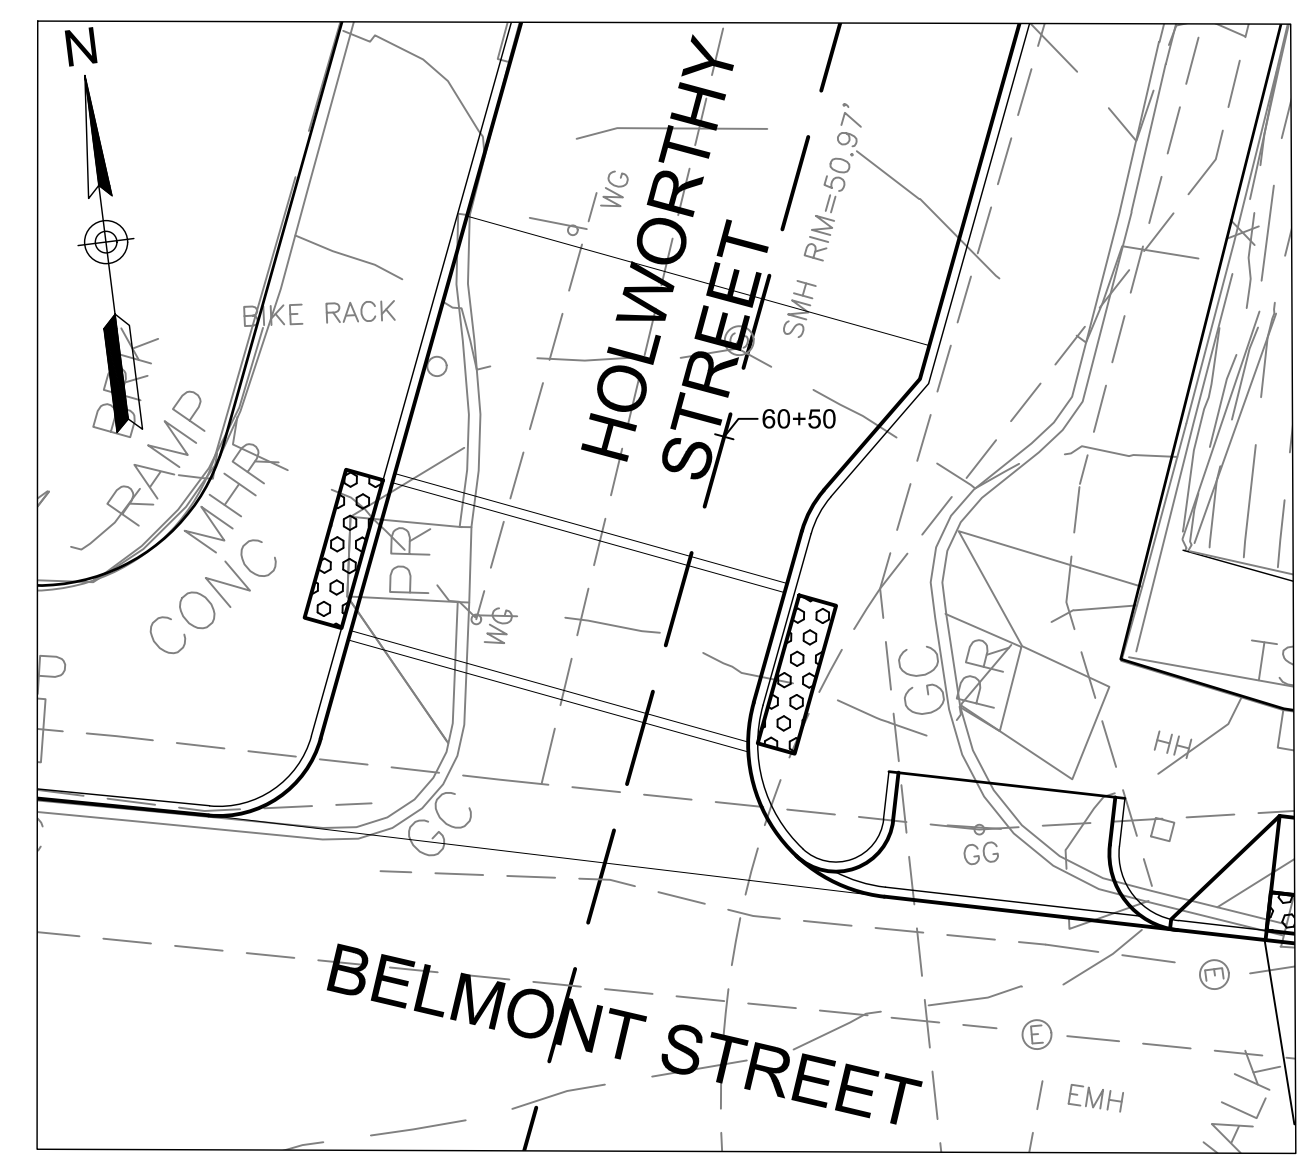 N
HOLWORTHY
STREET
WG
SMH RIM=50.97'
BIKE RACK
60+50
RAMP
MHR
CONC
PR
WG
GC
PR
HH
GC
GG
BELMONT STREET
E
E
EMH